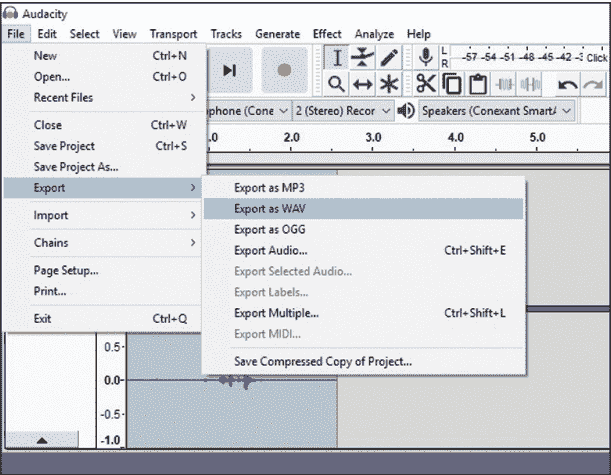 Audacity
File Edit Select View Transport Tracks Generate Effect Analyze Help
New Ctrl+N
Open... Ctrl+O
Recent Files
Close Ctrl+W
Save Project Ctrl+S
Save Project As...
Export
Import
Chains
Page Setup...
Print...
Exit Ctrl+Q
Export as MP3
Export as WAV
Export as OGG
Export Audio... Ctrl+Shift+E
Export Selected Audio...
Export Labels...
Export Multiple... Ctrl+Shift+L
Export MIDI...
Save Compressed Copy of Project...
L
R
-57 -54 -51 -48 -45 -42 -3 Click
phone (Cone 2 (Stereo) Recor Speakers (Conexant SmartA
1.0 2.0 3.0 4.0 5.0
0.5-
0.0-
-0.5-
-1.0